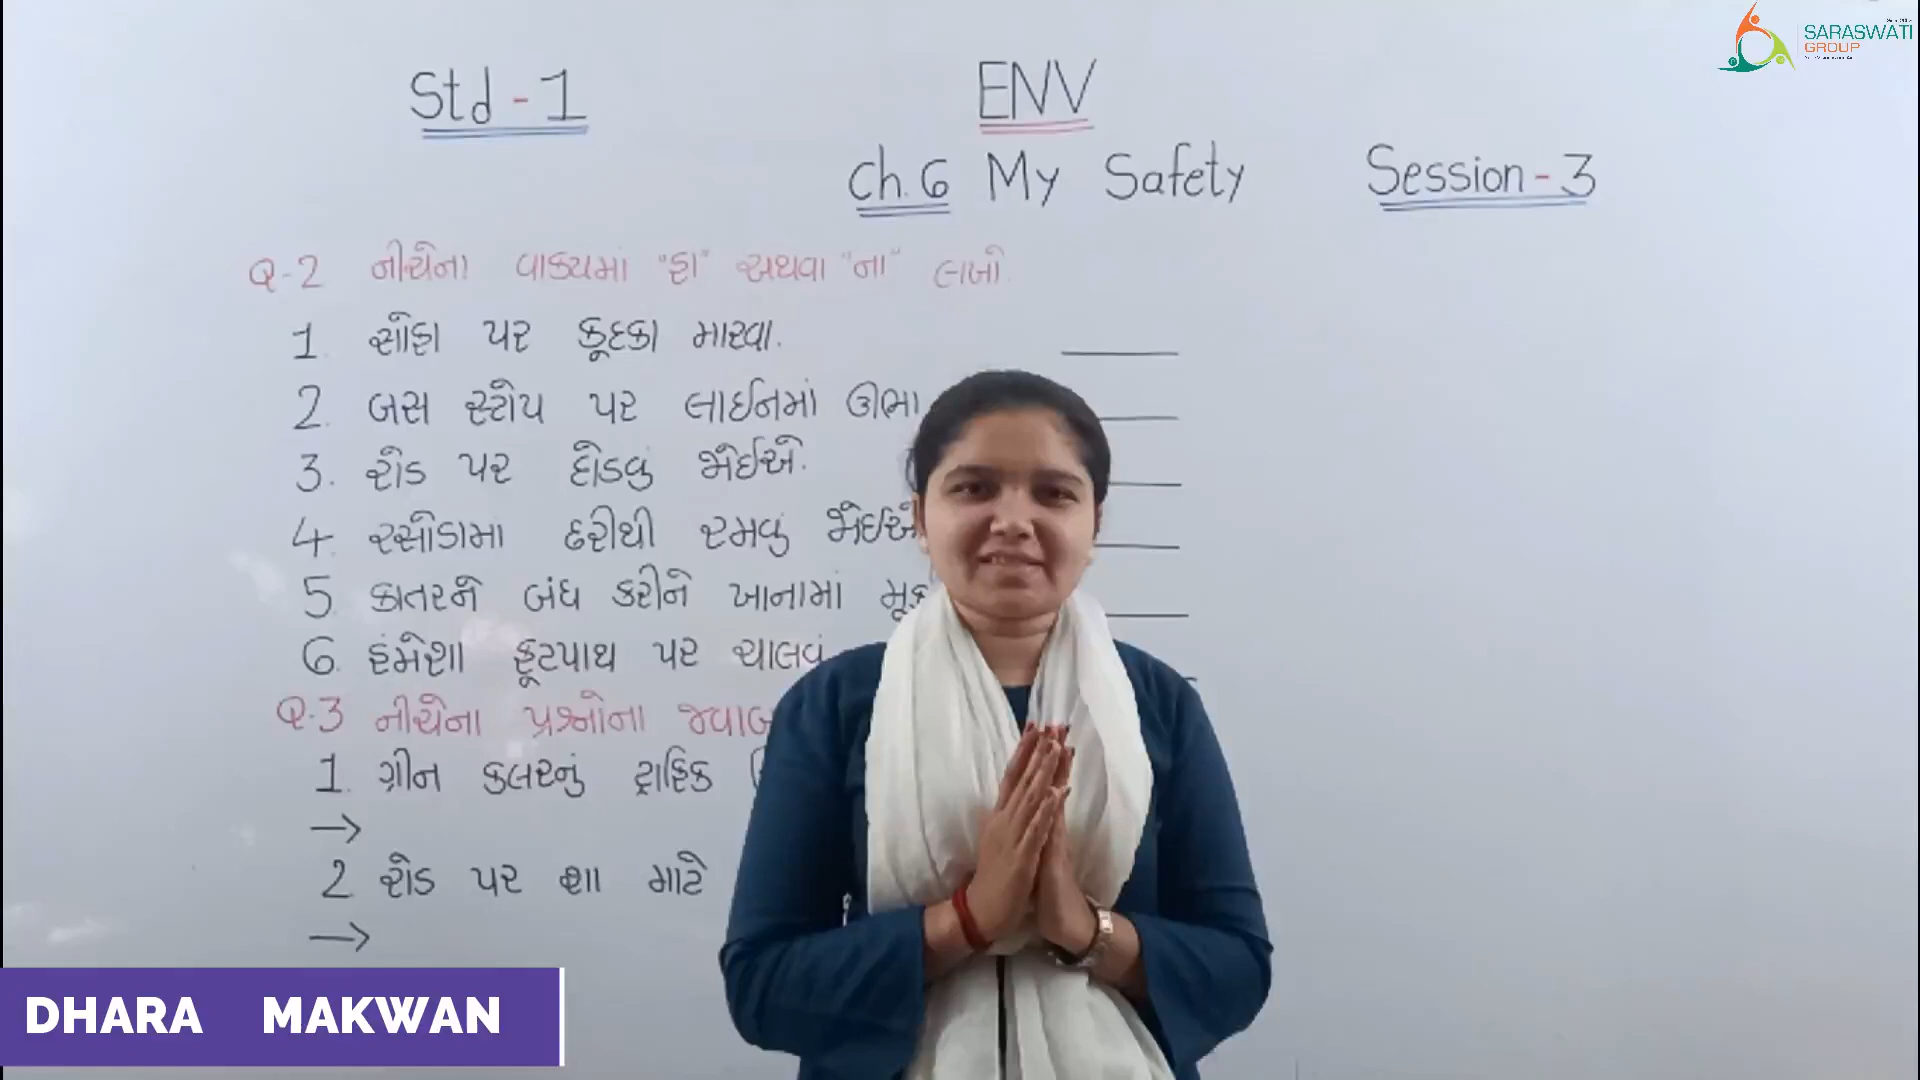 SARASWATI
GROUP
Std - 1
ENV
Ch. 6 My Safety
Session - 3
Q-2 નીચેના વાક્યમાં "હા" અથવા "ના" લખો.
1. સોફા પર કૂદકા મારવા.
2. બસ સ્ટોપ પર લાઈનમાં ઊભા
3. રોડ પર દોડવું જોઈએ.
4. રસોડામા છરીથી રમવું જોઈએ
5. કાતરને બંધ કરીને ખાનામાં
6. હંમેશા ફૂટપાથ પર ચાલવું
Q.3 નીચેના પ્રશ્નોના જવાબ
1. ગ્રીન કલરનું ટ્રાફિક
→
2 રોડ પર શા માટે
→
DHARA MAKWAN